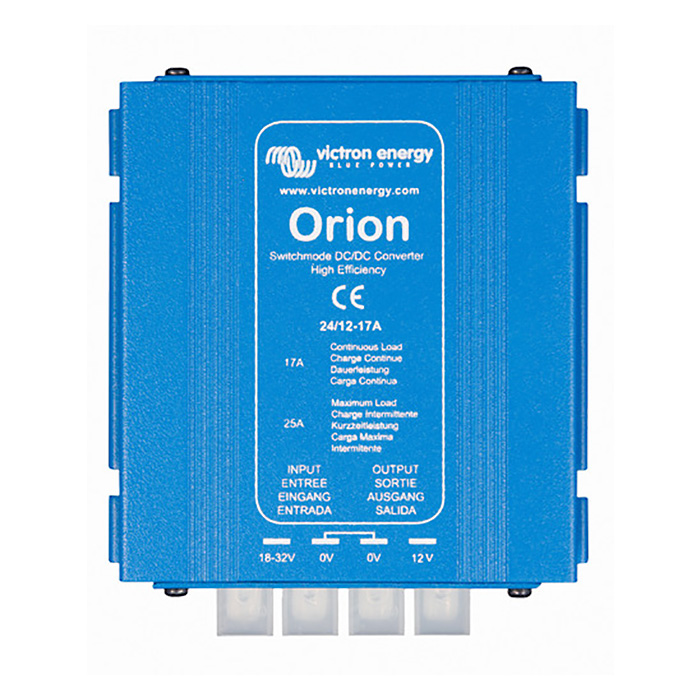 victron energy
BLUE POWER
www.victronenergy.com
Orion
Switchmode DC/DC Converter
High Efficiency
CE
24/12-17A
17A
Continuous Load
Charge Continue
Dauerleistung
Carga Continua
25A
Maximum Load
Charge Intermittente
Kurzzeitleistung
Carga Maxima
Intermitente
INPUT OUTPUT
ENTREE SORTIE
EINGANG AUSGANG
ENTRADA SALIDA
18-32V 0V 0V 12V